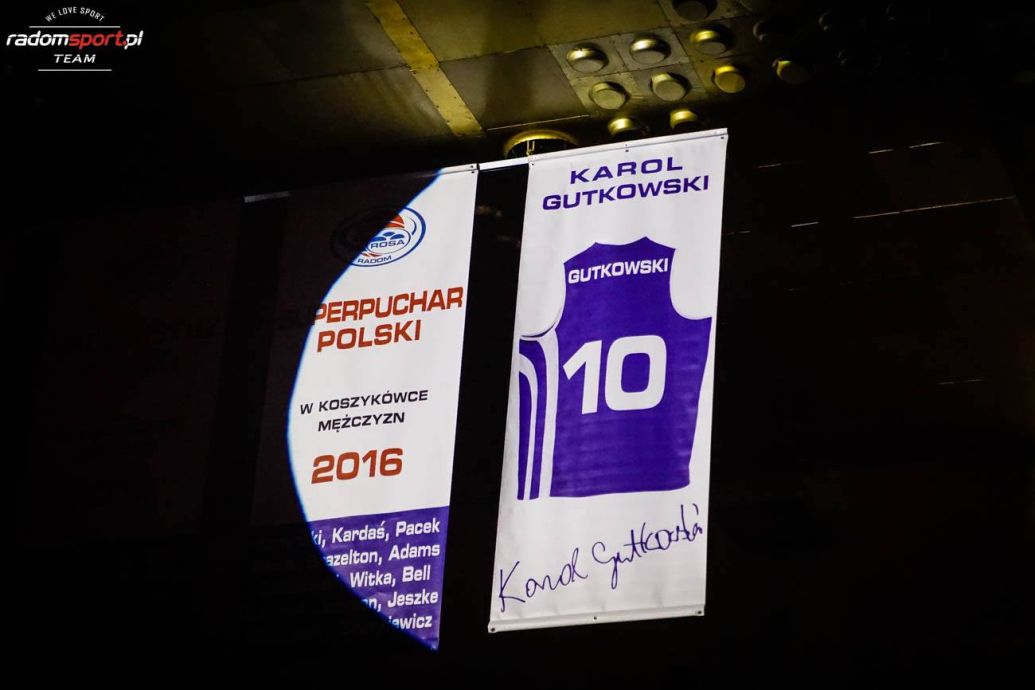 WE LOVE SPORT
radomsport.pl
TEAM
ROSA
RADOM
SUPERPUCHAR
POLSKI
W KOSZYKÓWCE
MĘŻCZYZN
2016
Kardaś, Pacek
Adams
Witka, Bell
Jeszke
KAROL
GUTKOWSKI
GUTKOWSKI
10
Karol Gutkowski